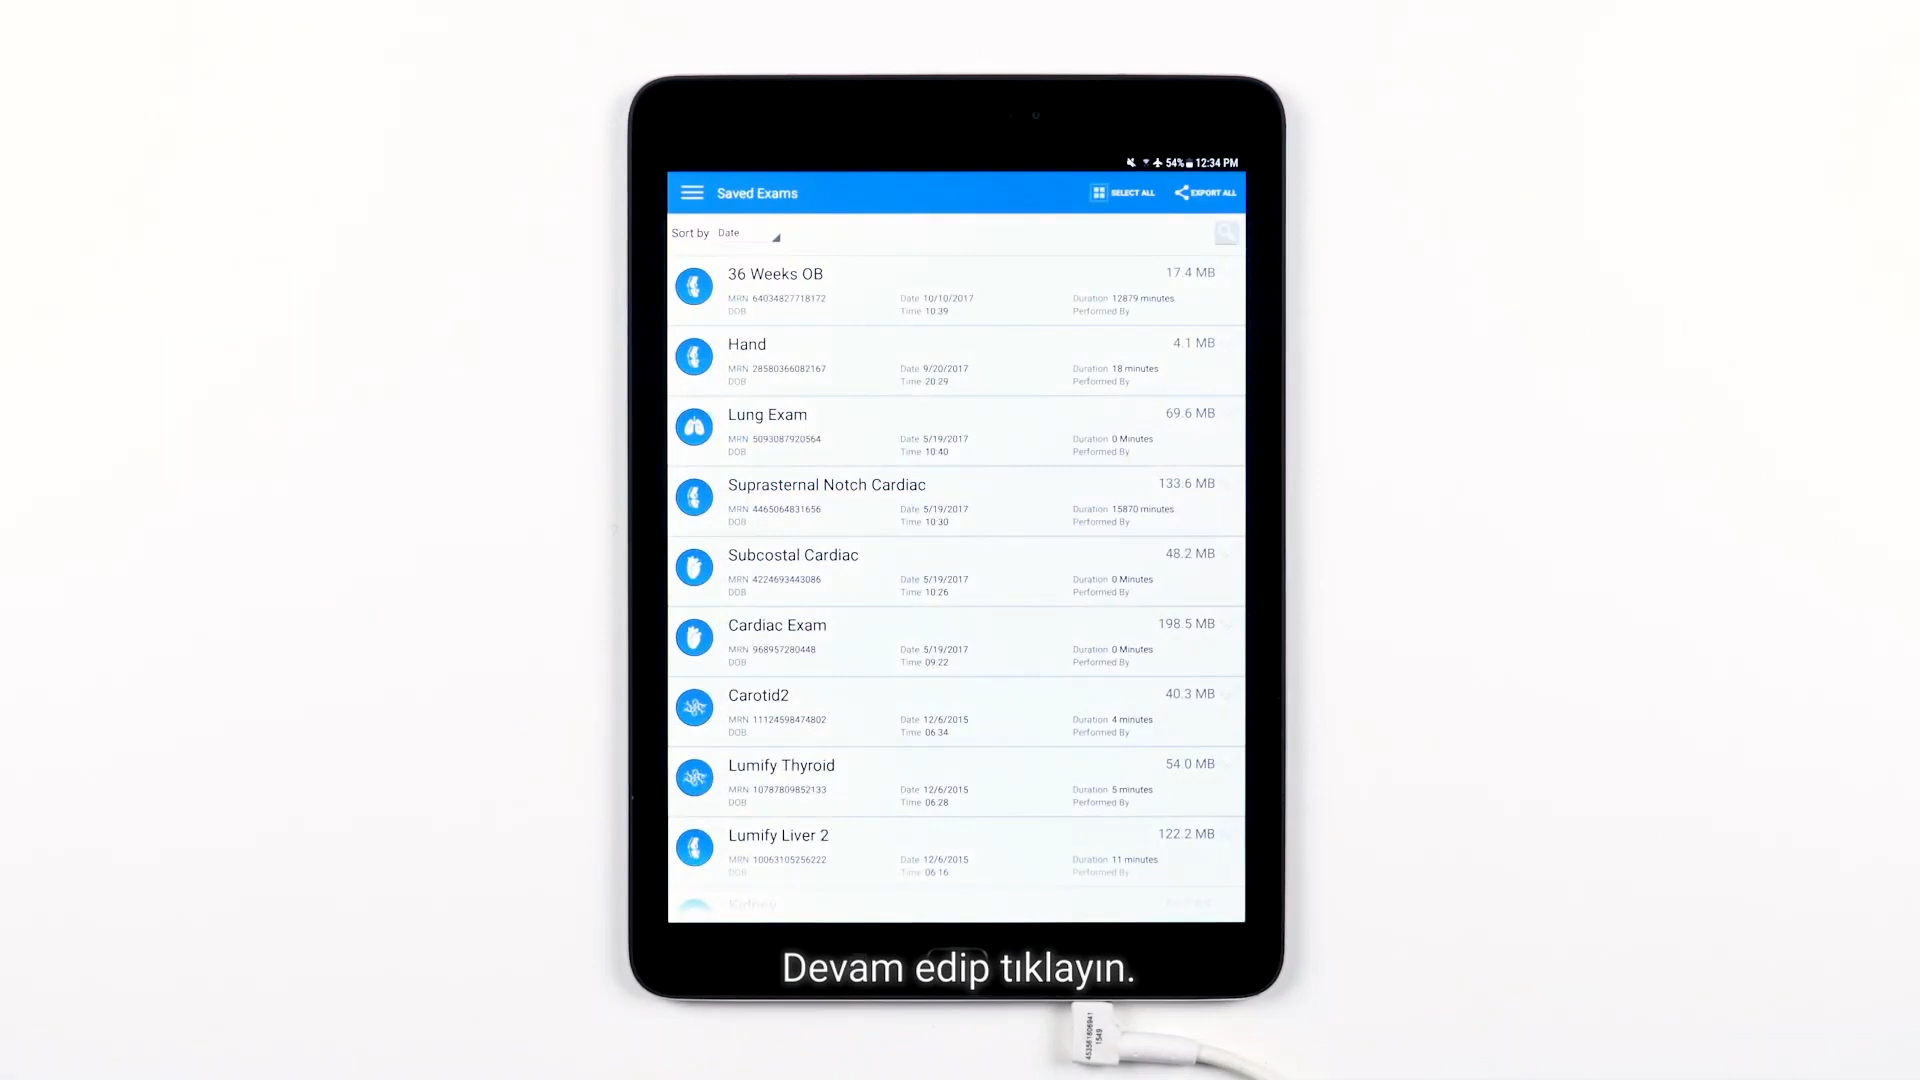 54% 12:34 PM
Saved Exams SELECT ALL EXPORT ALL
Sort by Date
36 Weeks OB 17.4 MB
MRN 64034827718172 Date 10/10/2017 Duration 12879 minutes
DOB Time 10:39 Performed By
Hand 4.1 MB
MRN 28580366082167 Date 9/20/2017 Duration 18 minutes
DOB Time 20:29 Performed By
Lung Exam 69.6 MB
MRN 5093087920564 Date 5/19/2017 Duration 0 Minutes
DOB Time 10:40 Performed By
Suprasternal Notch Cardiac 133.6 MB
MRN 4465064831656 Date 5/19/2017 Duration 15870 minutes
DOB Time 10:30 Performed By
Subcostal Cardiac 48.2 MB
MRN 4224693443086 Date 5/19/2017 Duration 0 Minutes
DOB Time 10:26 Performed By
Cardiac Exam 198.5 MB
MRN 968957280448 Date 5/19/2017 Duration 0 Minutes
DOB Time 09:22 Performed By
Carotid2 40.3 MB
MRN 11124598474802 Date 12/6/2015 Duration 4 minutes
DOB Time 06:34 Performed By
Lumify Thyroid 54.0 MB
MRN 10787809852133 Date 12/6/2015 Duration 5 minutes
DOB Time 06:28 Performed By
Lumify Liver 2 122.2 MB
MRN 10063105256222 Date 12/6/2015 Duration 11 minutes
DOB Time 06:16 Performed By
Kidney
Devam edip tıklayın.
453561806941
1549